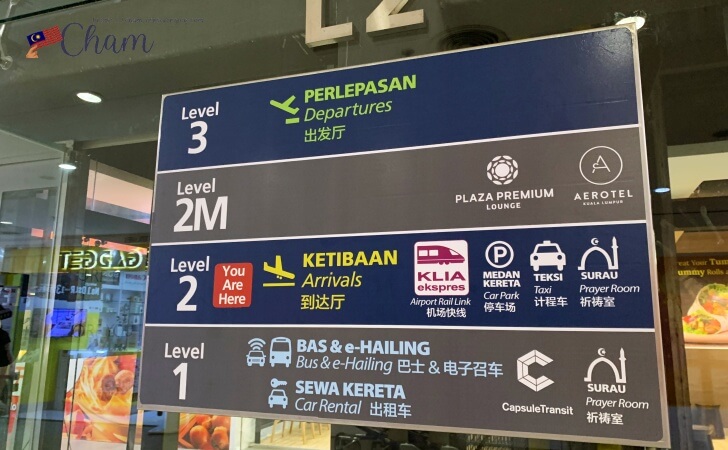 Cham
L2
Level
3
PERLEPASAN
Departures
出发厅
Level
2M
PLAZA PREMIUM
LOUNGE
AEROTEL
KUALA LUMPUR
Level
2
You
Are
Here
KETIBAAN
Arrivals
到达厅
KLIA
ekspres
Airport Rail Link
机场快线
P
MEDAN
KERETA
Car Park
停车场
TEKSI
Taxi
计程车
SURAU
Prayer Room
祈祷室
Level
1
BAS & e-HAILING
Bus & e-Hailing 巴士 & 电子召车
SEWA KERETA
Car Rental 出租车
CapsuleTransit
SURAU
Prayer Room
祈祷室
GADGET